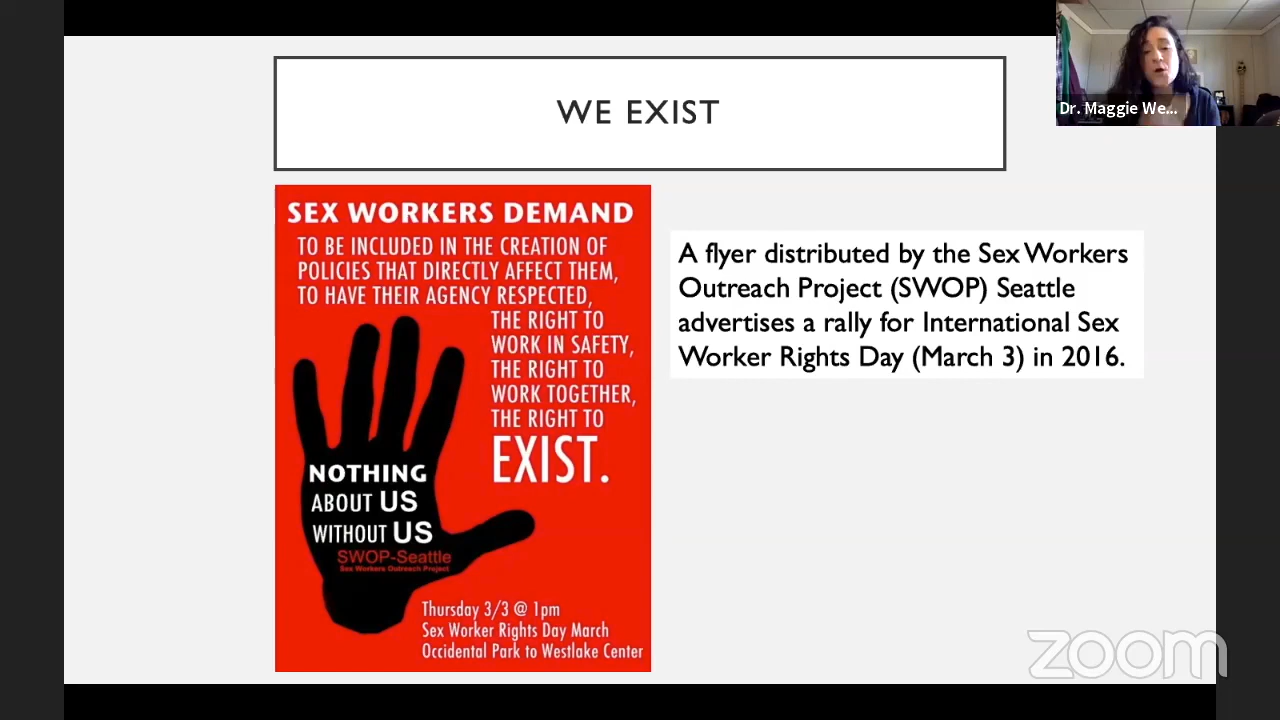 WE EXIST
Dr. Maggie We...
SEX WORKERS DEMAND
TO BE INCLUDED IN THE CREATION OF
POLICIES THAT DIRECTLY AFFECT THEM,
TO HAVE THEIR AGENCY RESPECTED,
THE RIGHT TO
WORK IN SAFETY,
THE RIGHT TO
WORK TOGETHER,
THE RIGHT TO
EXIST.
NOTHING
ABOUT US
WITHOUT US
SWOP-Seattle
Sex Workers Outreach Project
Thursday 3/3 @ 1pm
Sex Worker Rights Day March
Occidental Park to Westlake Center
A flyer distributed by the Sex Workers
Outreach Project (SWOP) Seattle
advertises a rally for International Sex
Worker Rights Day (March 3) in 2016.
zoom